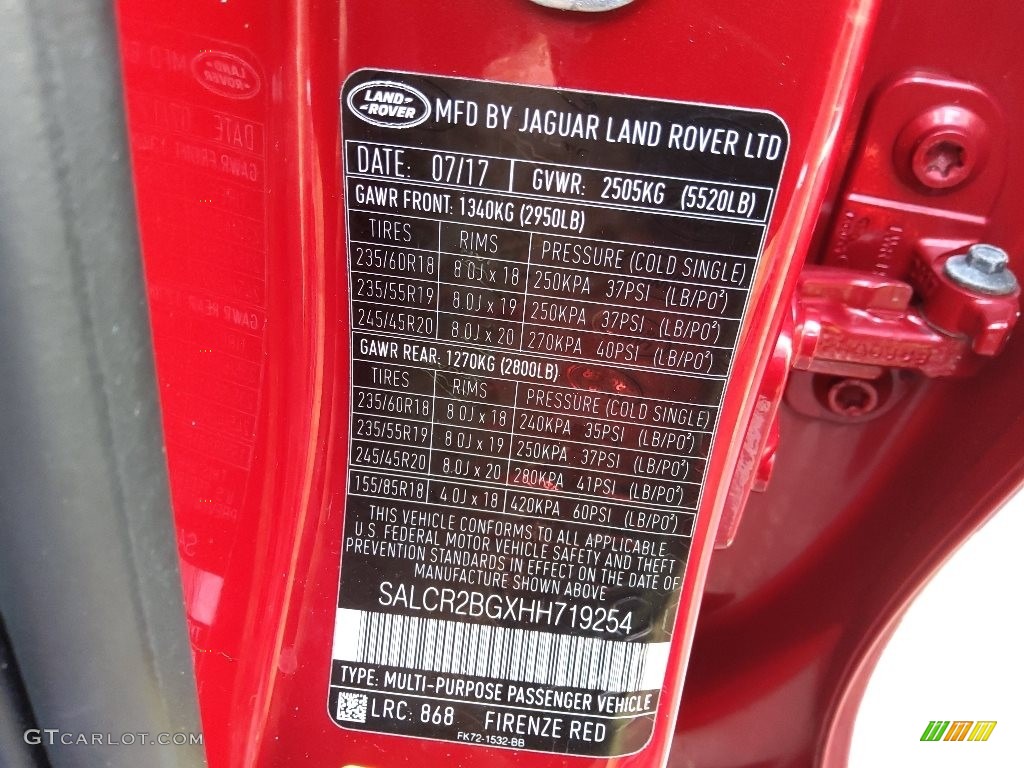 LAND ROVER
MFD BY JAGUAR LAND ROVER LTD
DATE: 07/17 GVWR: 2505KG (5520LB)
GAWR FRONT: 1340KG (2950LB)
TIRES RIMS PRESSURE (COLD SINGLE)
235/60R18 8.0J x 18 250KPA 37PSI (LB/PO²)
235/55R19 8.0J x 19 250KPA 37PSI (LB/PO²)
245/45R20 8.0J x 20 270KPA 40PSI (LB/PO²)
GAWR REAR: 1270KG (2800LB)
TIRES RIMS PRESSURE (COLD SINGLE)
235/60R18 8.0J x 18 240KPA 35PSI (LB/PO²)
235/55R19 8.0J x 19 250KPA 37PSI (LB/PO²)
245/45R20 8.0J x 20 280KPA 41PSI (LB/PO²)
155/85R18 4.0J x 18 420KPA 60PSI (LB/PO²)
THIS VEHICLE CONFORMS TO ALL APPLICABLE
U.S. FEDERAL MOTOR VEHICLE SAFETY AND THEFT
PREVENTION STANDARDS IN EFFECT ON THE DATE OF
MANUFACTURE SHOWN ABOVE
SALCR2BGXHH719254
TYPE: MULTI-PURPOSE PASSENGER VEHICLE
LRC: 868 FIRENZE RED
FK72-1532-BB
GTCARLOT.COM